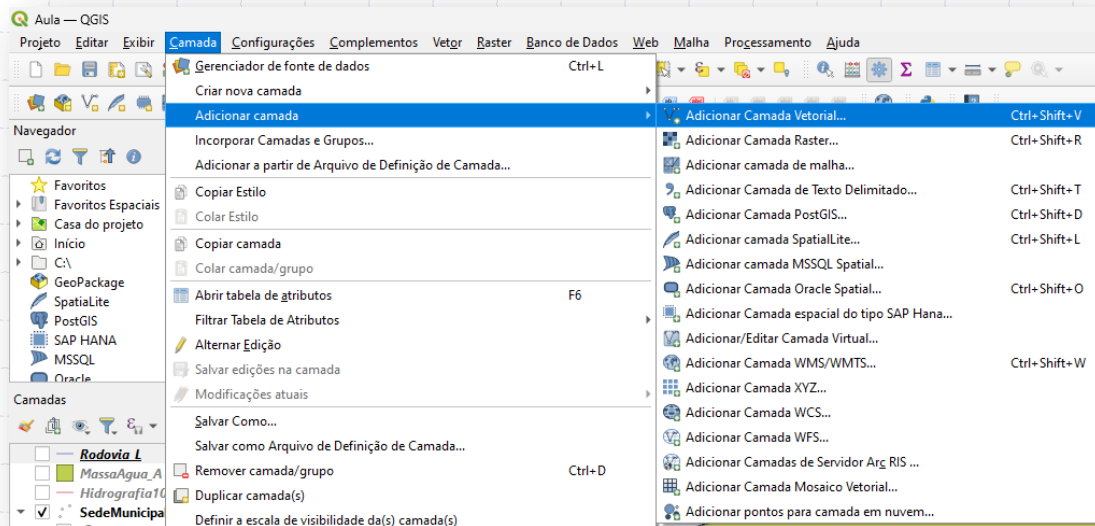 Aula — QGIS
Projeto Editar Exibir Camada Configurações Complementos Vetor Raster Banco de Dados Web Malha Processamento Ajuda
Gerenciador de fonte de dados Ctrl+L
Criar nova camada
Adicionar camada
Incorporar Camadas e Grupos...
Adicionar a partir de Arquivo de Definição de Camada...
Copiar Estilo
Colar Estilo
Copiar camada
Colar camada/grupo
Abrir tabela de atributos F6
Filtrar Tabela de Atributos
Alternar Edição
Salvar edições na camada
Modificações atuais
Salvar Como...
Salvar como Arquivo de Definição de Camada...
Remover camada/grupo Ctrl+D
Duplicar camada(s)
Definir a escala de visibilidade da(s) camada(s)
Adicionar Camada Vetorial... Ctrl+Shift+V
Adicionar Camada Raster... Ctrl+Shift+R
Adicionar camada de malha...
Adicionar Camada de Texto Delimitado... Ctrl+Shift+T
Adicionar Camada PostGIS... Ctrl+Shift+D
Adicionar camada SpatialLite... Ctrl+Shift+L
Adicionar camada MSSQL Spatial...
Adicionar Camada Oracle Spatial... Ctrl+Shift+O
Adicionar Camada espacial do tipo SAP Hana...
Adicionar/Editar Camada Virtual...
Adicionar Camada WMS/WMTS... Ctrl+Shift+W
Adicionar Camada XYZ...
Adicionar Camada WCS...
Adicionar Camada WFS...
Adicionar Camadas de Servidor Arc RIS ...
Adicionar Camada Mosaico Vetorial...
Adicionar pontos para camada em nuvem...
Navegador
Favoritos
Favoritos Espaciais
Casa do projeto
Início
C:\
GeoPackage
SpatiaLite
PostGIS
SAP HANA
MSSQL
Oracle
Camadas
Rodovia_L
MassaAgua_A
Hidrografia10
SedeMunicipa